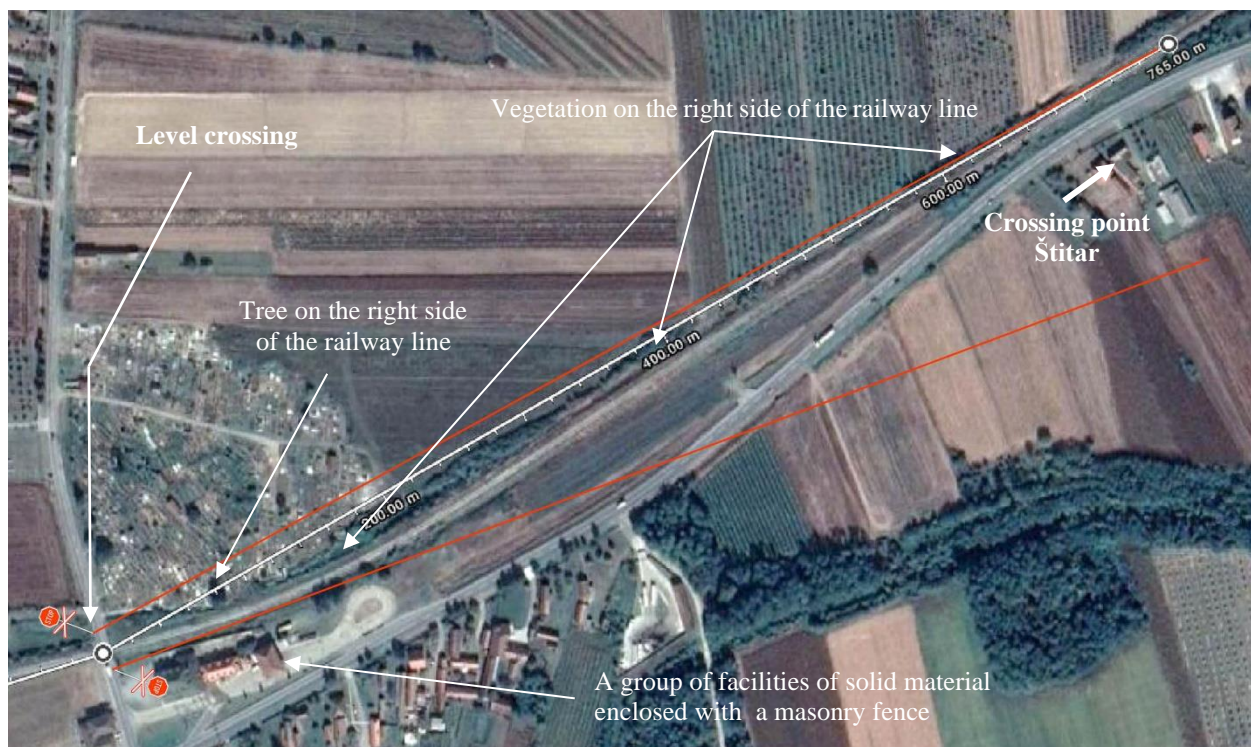 765.00 m
Vegetation on the right side of the railway line
Level crossing
600.00 m
Crossing point
Štitar
Tree on the right side
of the railway line
400.00 m
200.00 m
STOP
STOP
A group of facilities of solid material
enclosed with a masonry fence